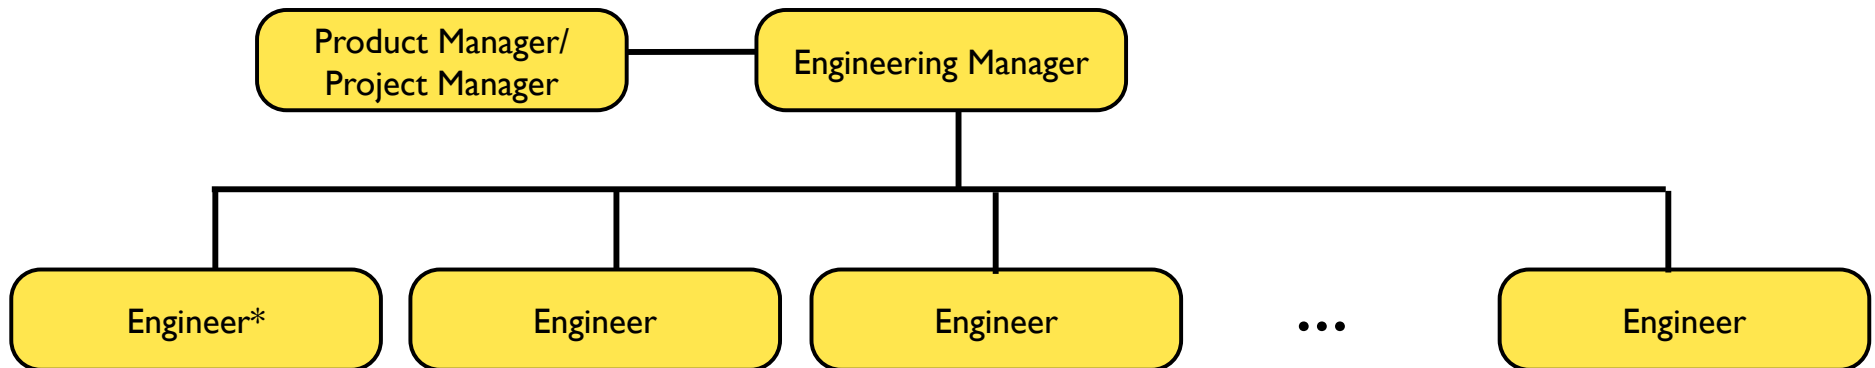 Product Manager/
Project Manager
Engineering Manager
Engineer*
Engineer
Engineer
...
Engineer